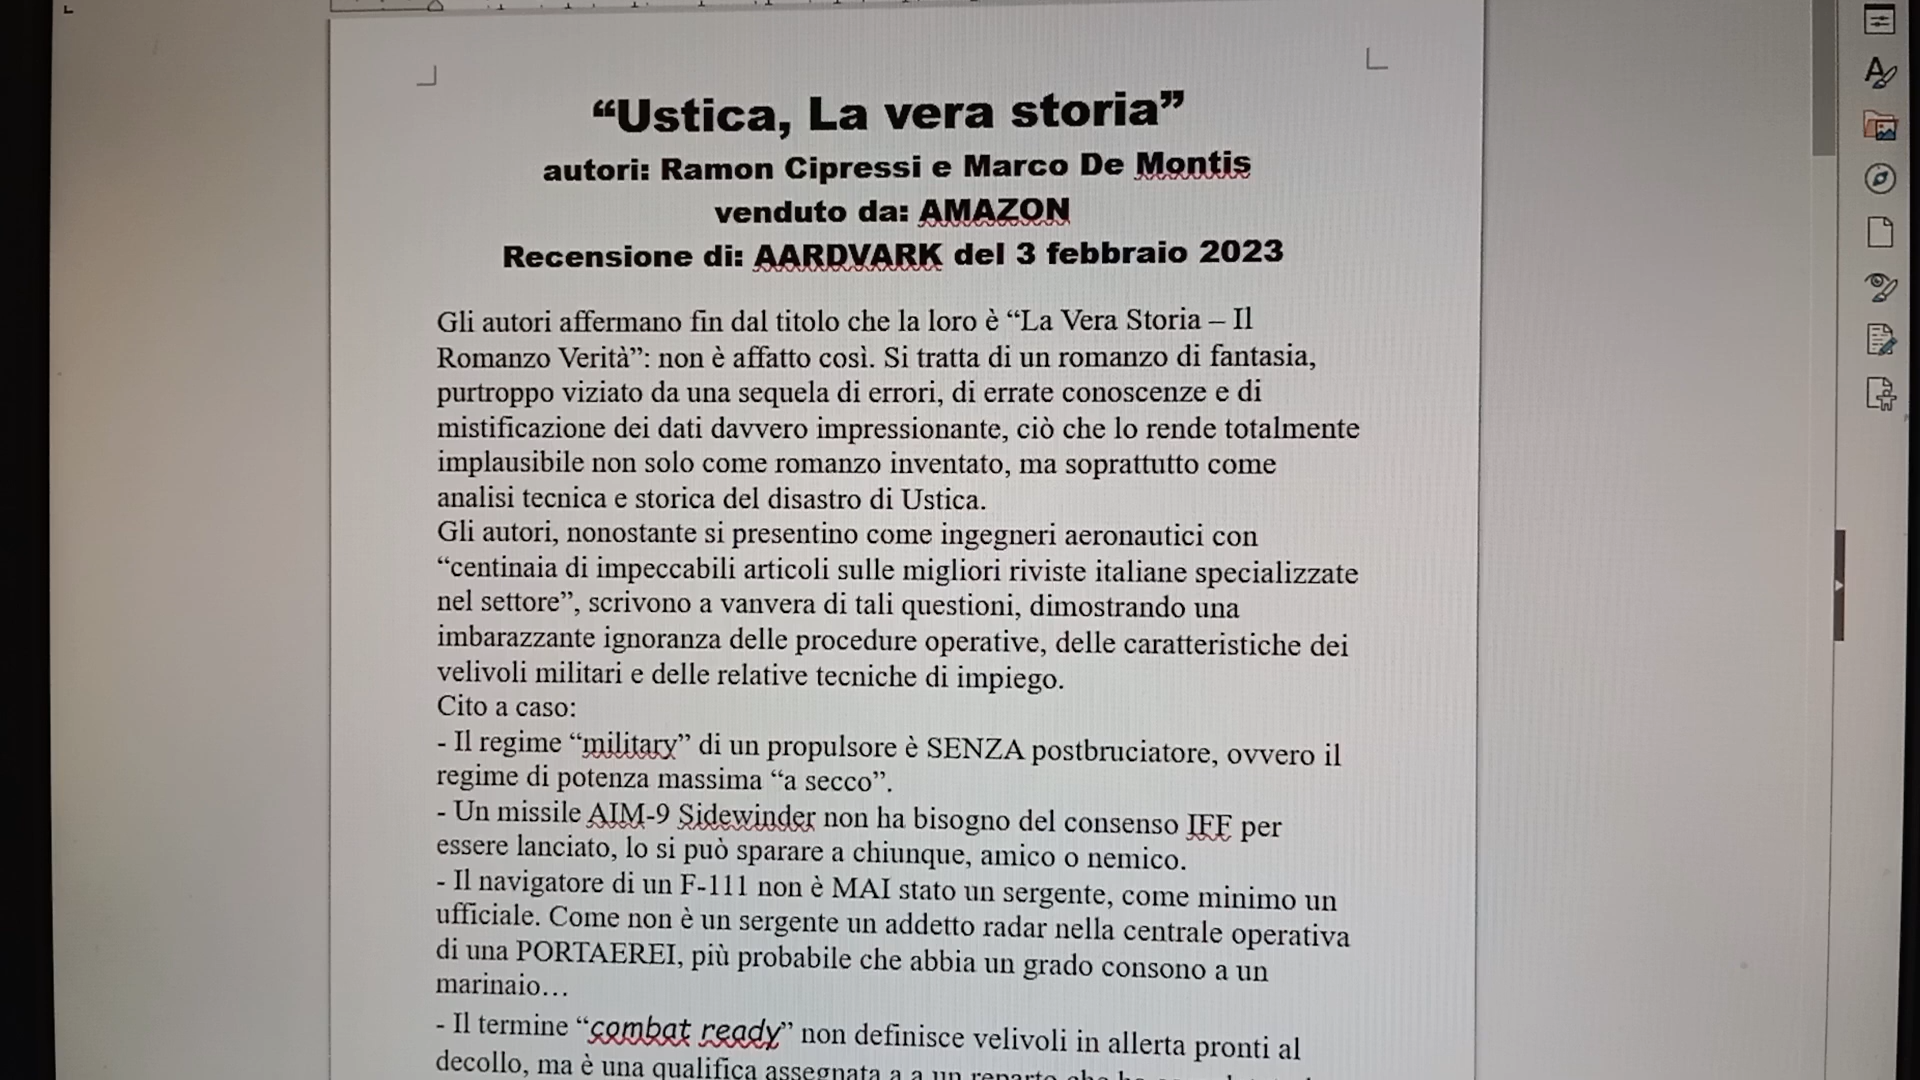 “Ustica, La vera storia”
autori: Ramon Cipressi e Marco De Montis
venduto da: AMAZON
Recensione di: AARDVARK del 3 febbraio 2023
Gli autori affermano fin dal titolo che la loro è “La Vera Storia – Il
Romanzo Verità”: non è affatto così. Si tratta di un romanzo di fantasia,
purtroppo viziato da una sequela di errori, di errate conoscenze e di
mistificazione dei dati davvero impressionante, ciò che lo rende totalmente
implausibile non solo come romanzo inventato, ma soprattutto come
analisi tecnica e storica del disastro di Ustica.
Gli autori, nonostante si presentino come ingegneri aeronautici con
“centinaia di impeccabili articoli sulle migliori riviste italiane specializzate
nel settore”, scrivono a vanvera di tali questioni, dimostrando una
imbarazzante ignoranza delle procedure operative, delle caratteristiche dei
velivoli militari e delle relative tecniche di impiego.
Cito a caso:
- Il regime “military” di un propulsore è SENZA postbruciatore, ovvero il
regime di potenza massima “a secco”.
- Un missile AIM-9 Sidewinder non ha bisogno del consenso IFF per
essere lanciato, lo si può sparare a chiunque, amico o nemico.
- Il navigatore di un F-111 non è MAI stato un sergente, come minimo un
ufficiale. Come non è un sergente un addetto radar nella centrale operativa
di una PORTAEREI, più probabile che abbia un grado consono a un
marinaio…
- Il termine “combat ready” non definisce velivoli in allerta pronti al
decollo, ma è una qualifica assegnata a a un reparto che